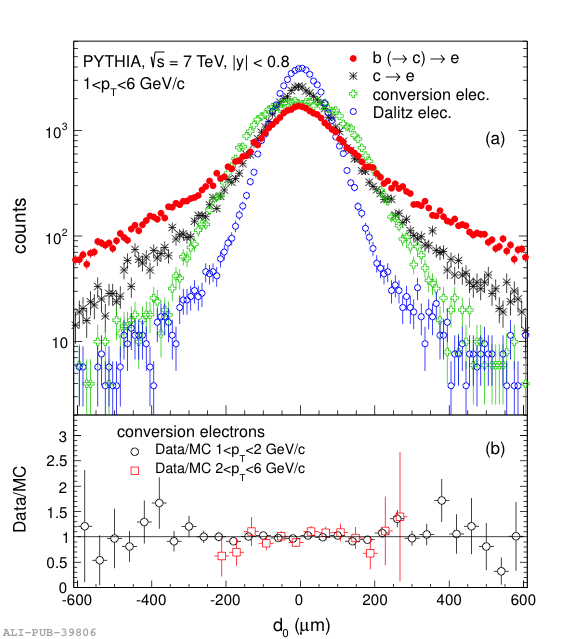 PYTHIA, √s = 7 TeV, |y| < 0.8
1<p_T<6 GeV/c
b (→ c) → e
c → e
conversion elec.
Dalitz elec.
(a)
counts
10³
10²
10
conversion electrons
Data/MC 1<p_T<2 GeV/c
Data/MC 2<p_T<6 GeV/c
(b)
Data/MC
3
2.5
2
1.5
1
0.5
0
-600 -400 -200 0 200 400 600
d₀ (μm)
ALI-PUB-39806